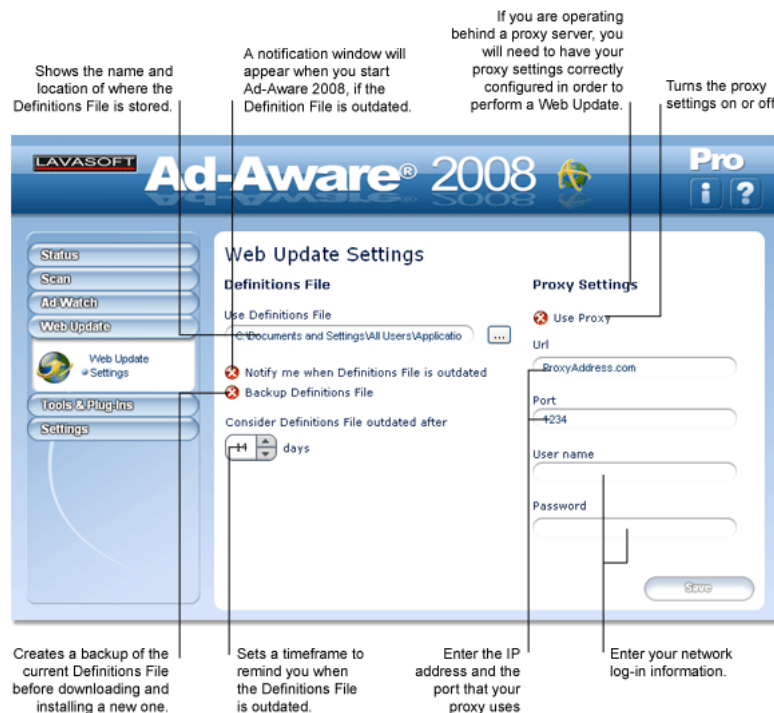 If you are operating
behind a proxy server, you
will need to have your
proxy settings correctly
configured in order to
perform a Web Update.
A notification window will
appear when you start
Ad-Aware 2008, if the
Definition File is outdated.
Shows the name and
location of where the
Definitions File is stored.
Turns the proxy
settings on or off
LAVASOFT
Ad-Aware® 2008
Pro
i ?
Status
Scan
Ad-Watch
Web Update
Web Update
Settings
Tools & Plug-Ins
Settings
Web Update Settings
Definitions File
Use Definitions File
C:\Documents and Settings\All Users\Applicatio
...
Notify me when Definitions File is outdated
Backup Definitions File
Consider Definitions File outdated after
14 days
Proxy Settings
Use Proxy
Url
ProxyAddress.com
Port
1234
User name
Password
Save
Creates a backup of the
current Definitions File
before downloading and
installing a new one.
Sets a timeframe to
remind you when
the Definitions File
is outdated.
Enter the IP
address and the
port that your
proxy uses
Enter your network
log-in information.